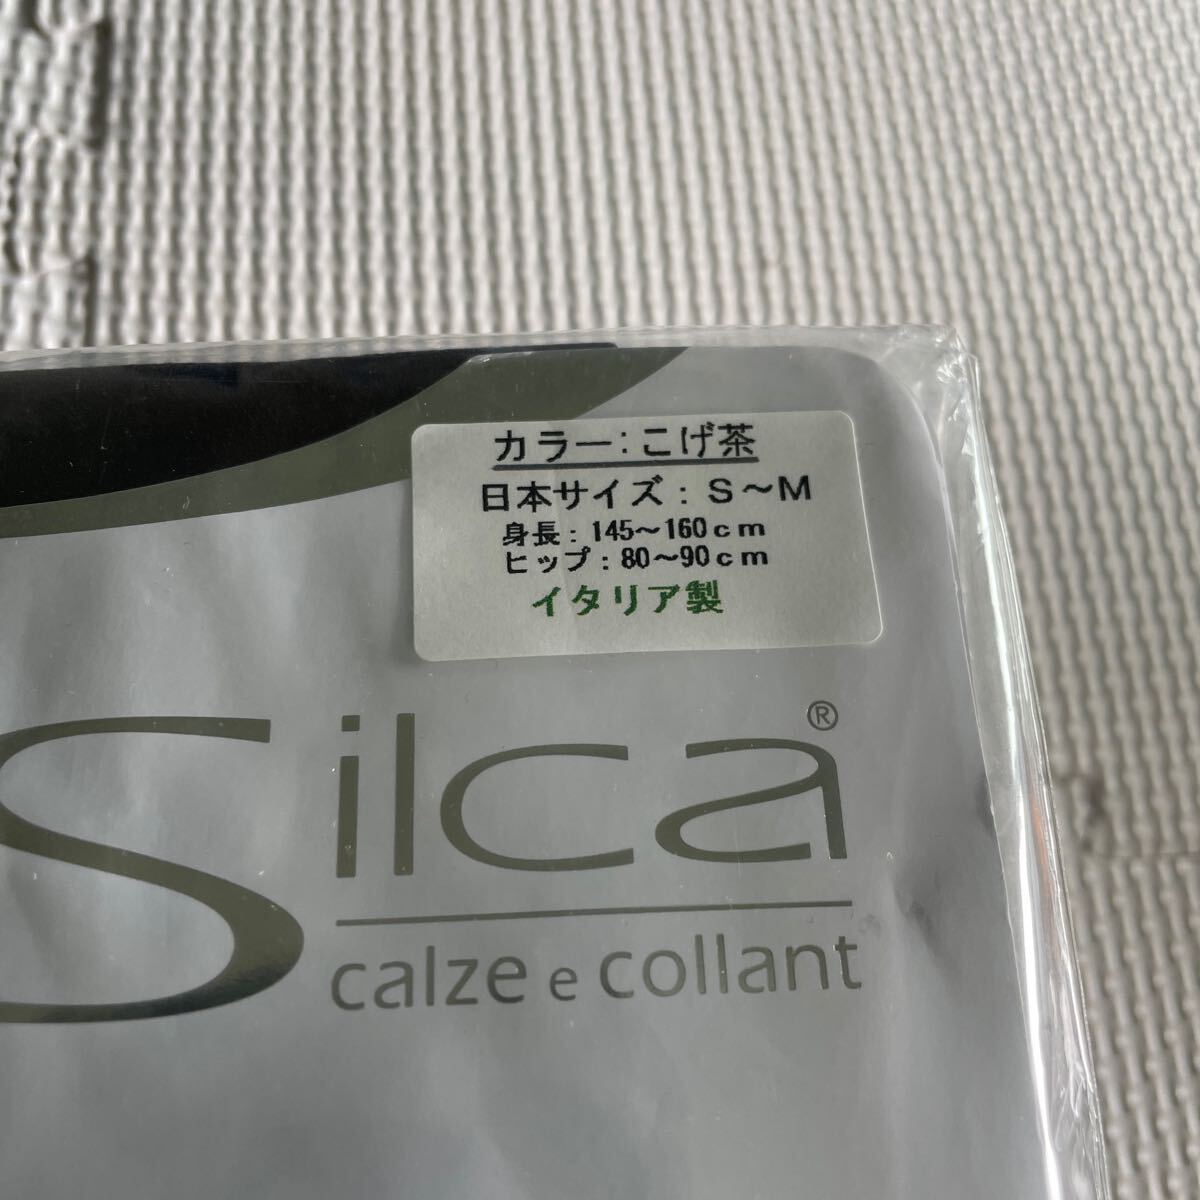 カラー：こげ茶
日本サイズ：Ｓ～Ｍ
身長：145～160ｃｍ
ヒップ：80～90ｃｍ
イタリア製
Silca®
calze e collant